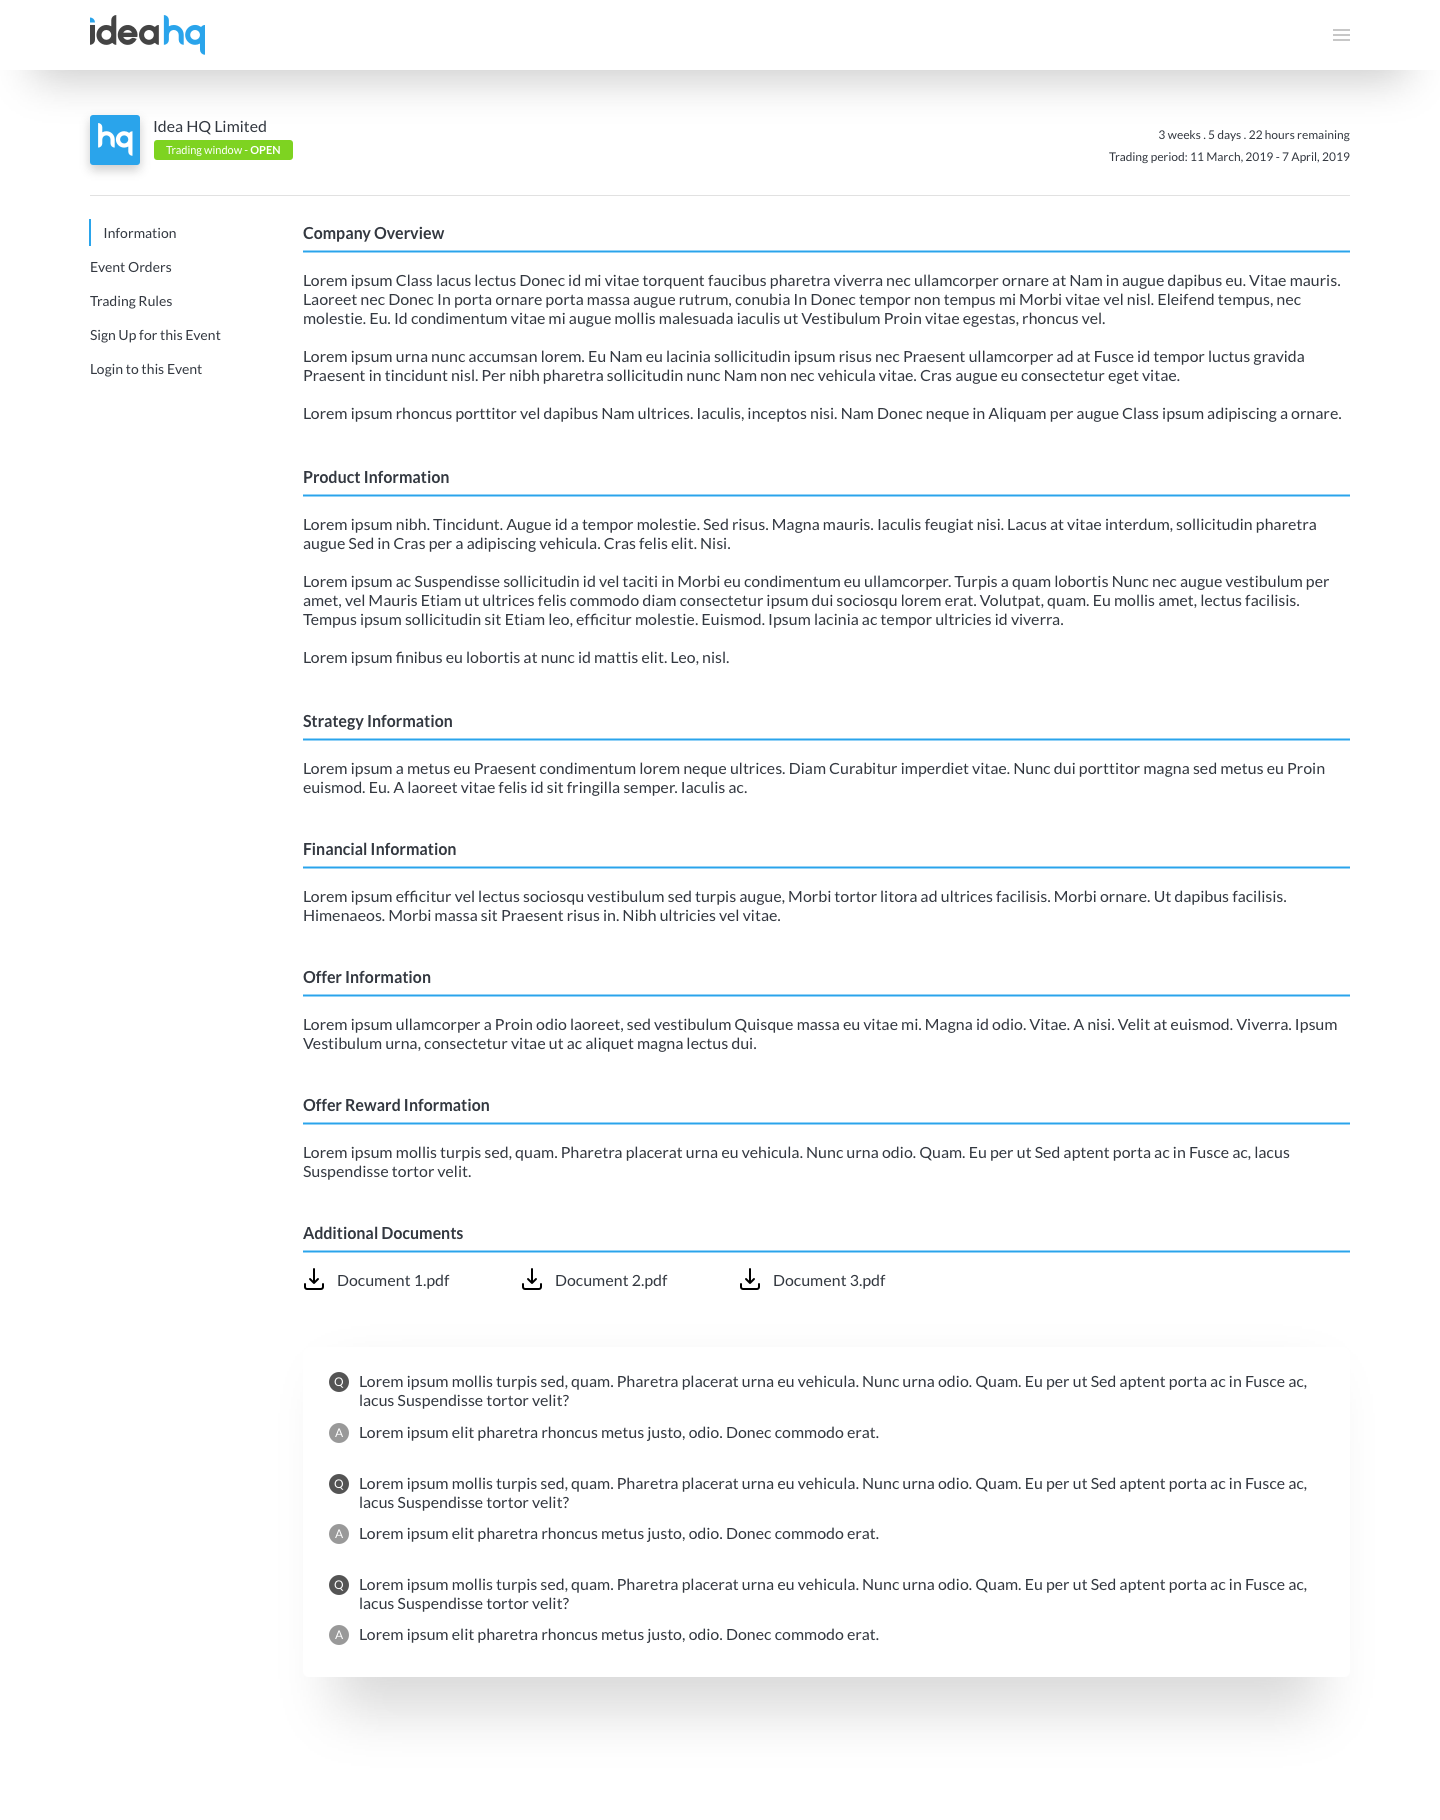 ideahq
hq
Idea HQ Limited
Trading window - OPEN
3 weeks . 5 days . 22 hours remaining
Trading period: 11 March, 2019 - 7 April, 2019
Information
Event Orders
Trading Rules
Sign Up for this Event
Login to this Event
Company Overview
Lorem ipsum Class lacus lectus Donec id mi vitae torquent faucibus pharetra viverra nec ullamcorper ornare at Nam in augue dapibus eu. Vitae mauris.
Laoreet nec Donec In porta ornare porta massa augue rutrum, conubia In Donec tempor non tempus mi Morbi vitae vel nisl. Eleifend tempus, nec
molestie. Eu. Id condimentum vitae mi augue mollis malesuada iaculis ut Vestibulum Proin vitae egestas, rhoncus vel.
Lorem ipsum urna nunc accumsan lorem. Eu Nam eu lacinia sollicitudin ipsum risus nec Praesent ullamcorper ad at Fusce id tempor luctus gravida
Praesent in tincidunt nisl. Per nibh pharetra sollicitudin nunc Nam non nec vehicula vitae. Cras augue eu consectetur eget vitae.
Lorem ipsum rhoncus porttitor vel dapibus Nam ultrices. Iaculis, inceptos nisi. Nam Donec neque in Aliquam per augue Class ipsum adipiscing a ornare.
Product Information
Lorem ipsum nibh. Tincidunt. Augue id a tempor molestie. Sed risus. Magna mauris. Iaculis feugiat nisi. Lacus at vitae interdum, sollicitudin pharetra
augue Sed in Cras per a adipiscing vehicula. Cras felis elit. Nisi.
Lorem ipsum ac Suspendisse sollicitudin id vel taciti in Morbi eu condimentum eu ullamcorper. Turpis a quam lobortis Nunc nec augue vestibulum per
amet, vel Mauris Etiam ut ultrices felis commodo diam consectetur ipsum dui sociosqu lorem erat. Volutpat, quam. Eu mollis amet, lectus facilisis.
Tempus ipsum sollicitudin sit Etiam leo, efficitur molestie. Euismod. Ipsum lacinia ac tempor ultricies id viverra.
Lorem ipsum finibus eu lobortis at nunc id mattis elit. Leo, nisl.
Strategy Information
Lorem ipsum a metus eu Praesent condimentum lorem neque ultrices. Diam Curabitur imperdiet vitae. Nunc dui porttitor magna sed metus eu Proin
euismod. Eu. A laoreet vitae felis id sit fringilla semper. Iaculis ac.
Financial Information
Lorem ipsum efficitur vel lectus sociosqu vestibulum sed turpis augue, Morbi tortor litora ad ultrices facilisis. Morbi ornare. Ut dapibus facilisis.
Himenaeos. Morbi massa sit Praesent risus in. Nibh ultricies vel vitae.
Offer Information
Lorem ipsum ullamcorper a Proin odio laoreet, sed vestibulum Quisque massa eu vitae mi. Magna id odio. Vitae. A nisi. Velit at euismod. Viverra. Ipsum
Vestibulum urna, consectetur vitae ut ac aliquet magna lectus dui.
Offer Reward Information
Lorem ipsum mollis turpis sed, quam. Pharetra placerat urna eu vehicula. Nunc urna odio. Quam. Eu per ut Sed aptent porta ac in Fusce ac, lacus
Suspendisse tortor velit.
Additional Documents
Document 1.pdf
Document 2.pdf
Document 3.pdf
Q Lorem ipsum mollis turpis sed, quam. Pharetra placerat urna eu vehicula. Nunc urna odio. Quam. Eu per ut Sed aptent porta ac in Fusce ac,
lacus Suspendisse tortor velit?
A Lorem ipsum elit pharetra rhoncus metus justo, odio. Donec commodo erat.
Q Lorem ipsum mollis turpis sed, quam. Pharetra placerat urna eu vehicula. Nunc urna odio. Quam. Eu per ut Sed aptent porta ac in Fusce ac,
lacus Suspendisse tortor velit?
A Lorem ipsum elit pharetra rhoncus metus justo, odio. Donec commodo erat.
Q Lorem ipsum mollis turpis sed, quam. Pharetra placerat urna eu vehicula. Nunc urna odio. Quam. Eu per ut Sed aptent porta ac in Fusce ac,
lacus Suspendisse tortor velit?
A Lorem ipsum elit pharetra rhoncus metus justo, odio. Donec commodo erat.